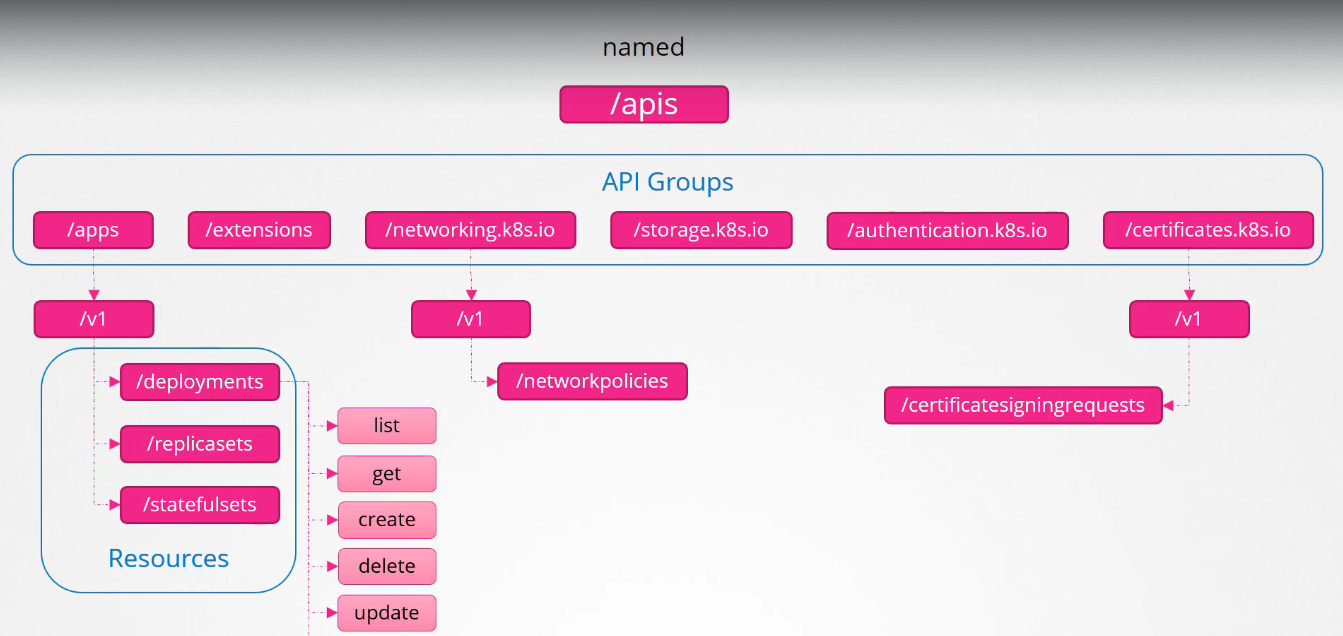 named
/apis
API Groups
/apps
/extensions
/networking.k8s.io
/storage.k8s.io
/authentication.k8s.io
/certificates.k8s.io
/v1
/v1
/v1
/deployments
/replicasets
/statefulsets
Resources
list
get
create
delete
update
/networkpolicies
/certificatesigningrequests